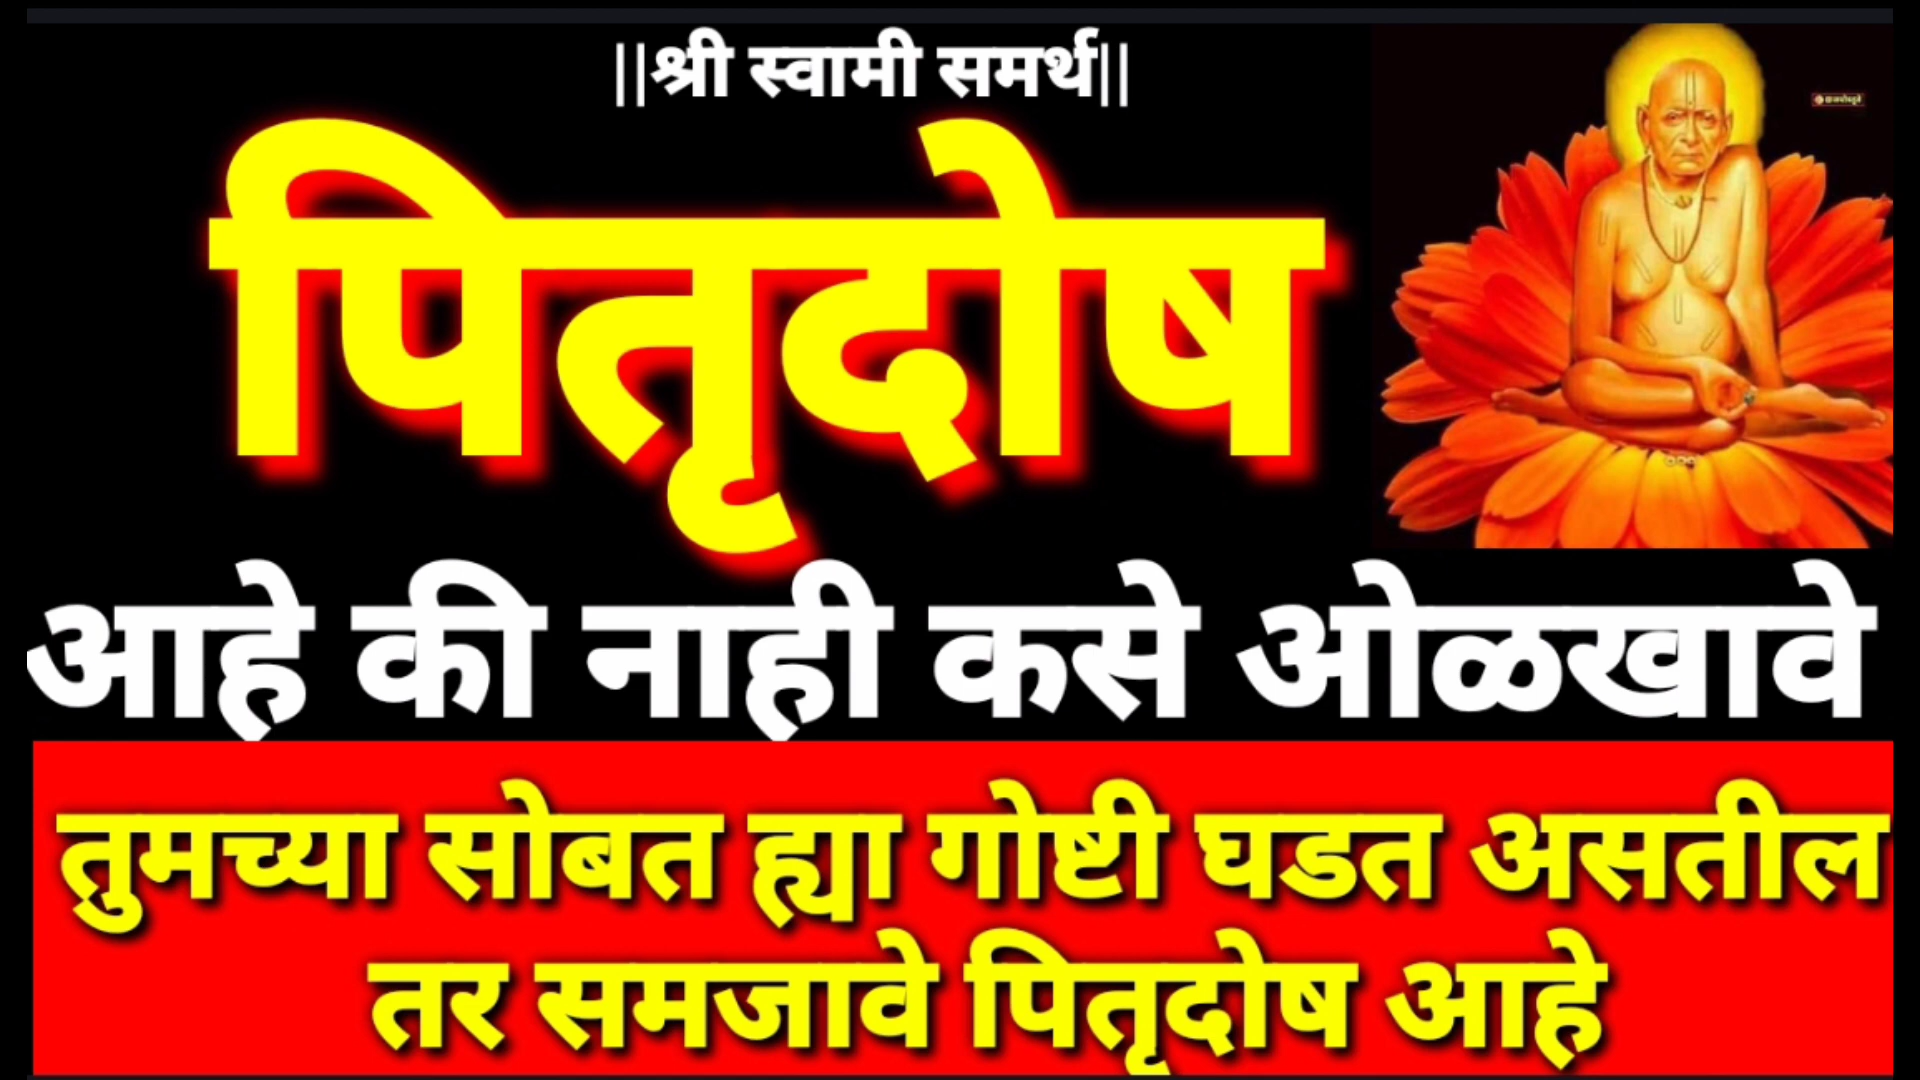 ||श्री स्वामी समर्थ||
पितृदोष
आहे की नाही कसे ओळखावे
तुमच्या सोबत ह्या गोष्टी घडत असतील
तर समजावे पितृदोष आहे